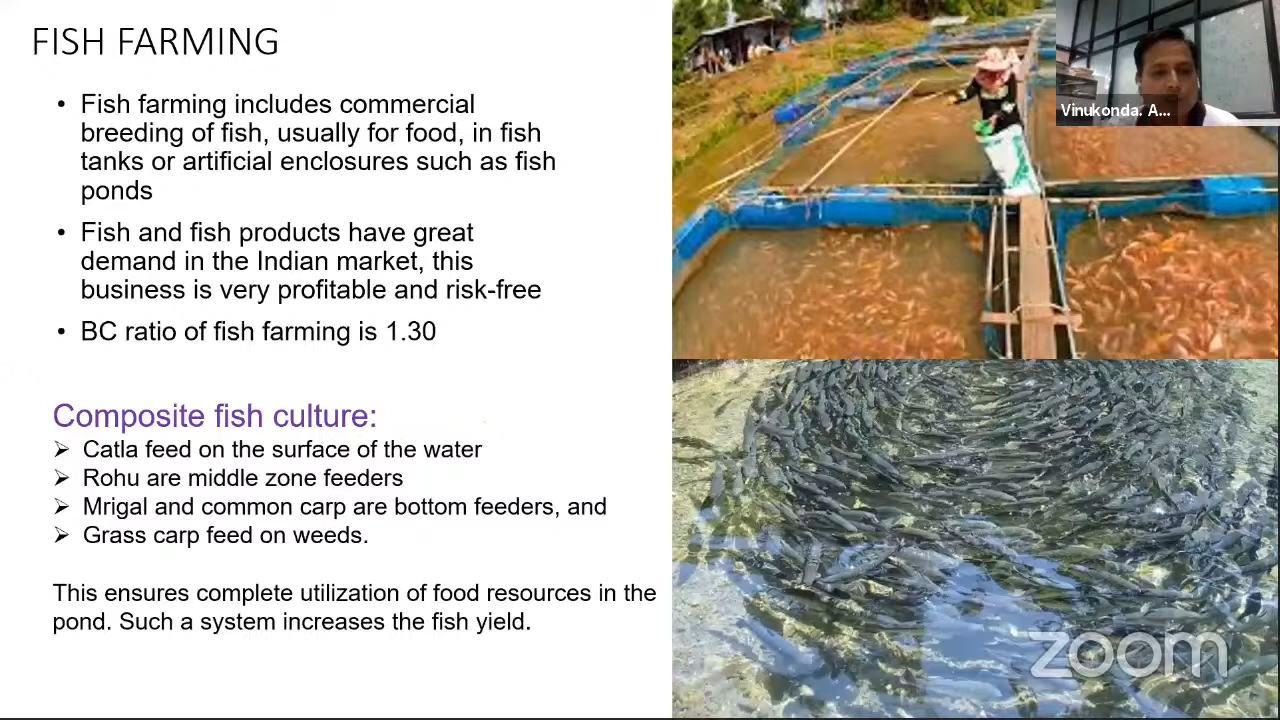 FISH FARMING
• Fish farming includes commercial
breeding of fish, usually for food, in fish
tanks or artificial enclosures such as fish
ponds
• Fish and fish products have great
demand in the Indian market, this
business is very profitable and risk-free
• BC ratio of fish farming is 1.30
Composite fish culture:
➢ Catla feed on the surface of the water
➢ Rohu are middle zone feeders
➢ Mrigal and common carp are bottom feeders, and
➢ Grass carp feed on weeds.
This ensures complete utilization of food resources in the
pond. Such a system increases the fish yield.
Vinukonda. A...
zoom